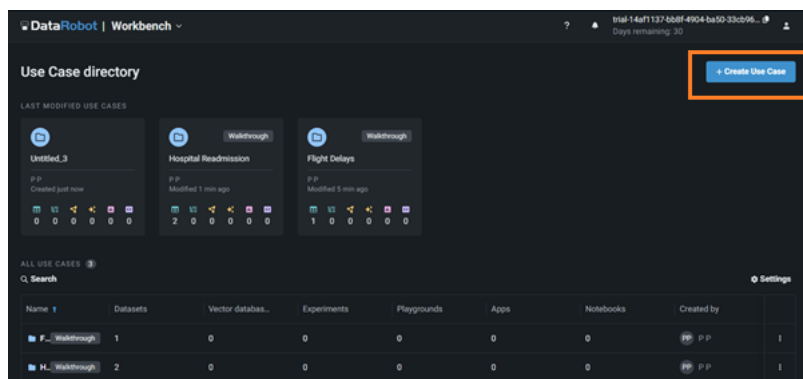 DataRobot | Workbench
? trial-14af1137-bb8f-4904-ba50-33cb96...
Days remaining: 30
Use Case directory
+ Create Use Case
LAST MODIFIED USE CASES
Walkthrough Walkthrough
Untitled_3 Hospital Readmission Flight Delays
P P P P P P
Created just now Modified 1 min ago Modified 5 min ago
0 0 0 0 0 0 2 0 0 0 0 0 1 0 0 0 0 0
ALL USE CASES 3
Search Settings
Name Datasets Vector databas... Experiments Playgrounds Apps Notebooks Created by
F... Walkthrough 1 0 0 0 0 0 PP P P
H... Walkthrough 2 0 0 0 0 0 PP P P